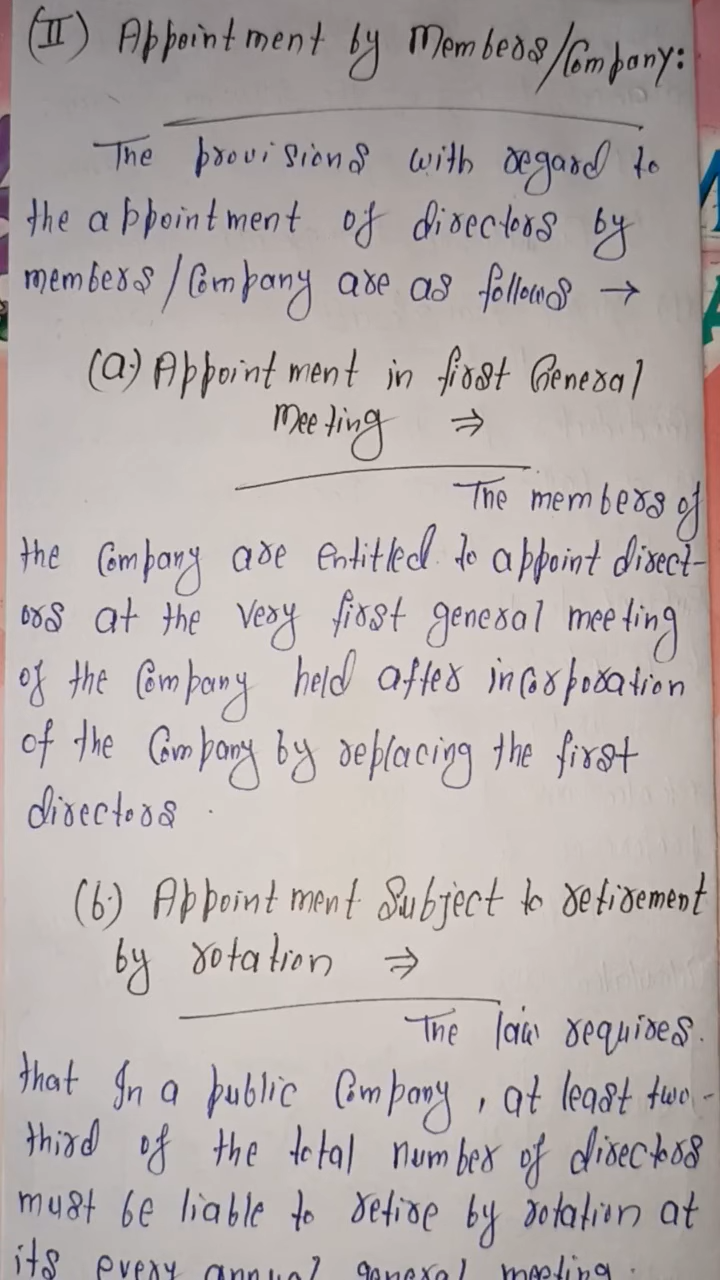 (II) Appointment by Members/Company:
The provisions with regard to
the appointment of directors by
members/Company are as follows →
(a.) Appointment in first General
Meeting ⇒
The members of
the Company are entitled to appoint direct-
ors at the very first general meeting
of the Company held after incorporation
of the Company by replacing the first
directors.
(b.) Appointment Subject to retirement
by rotation ⇒
The law requires.
that In a public Company, at least two-
third of the total number of directors
must be liable to retire by rotation at
its every annual general meeting.